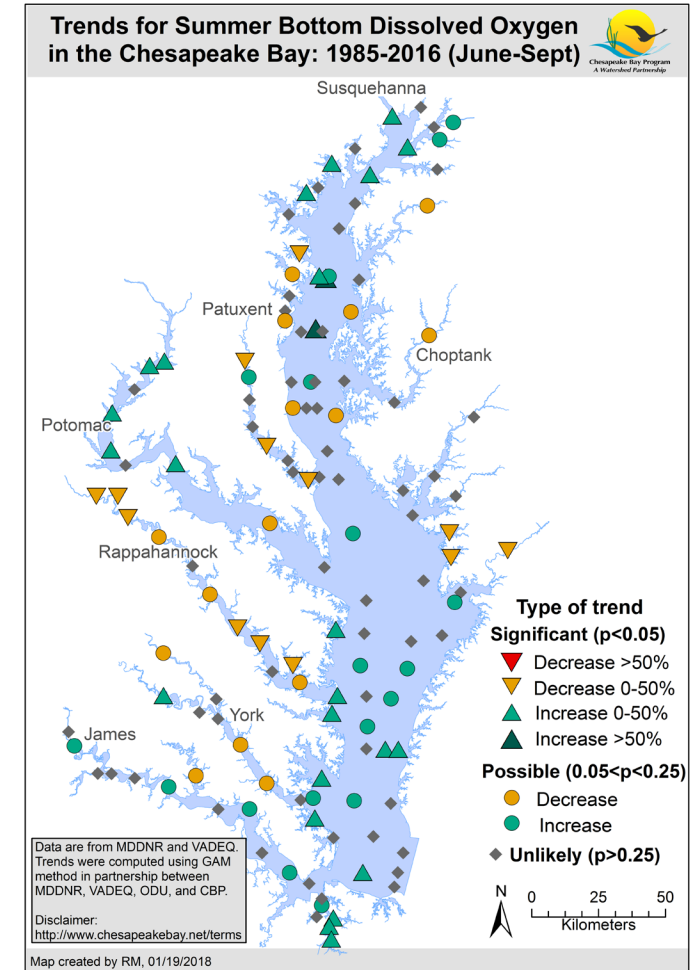 Trends for Summer Bottom Dissolved Oxygen
in the Chesapeake Bay: 1985-2016 (June-Sept)
Chesapeake Bay Program
A Watershed Partnership
Susquehanna
Patuxent
Choptank
Potomac
Rappahannock
York
James
Type of trend
Significant (p<0.05)
Decrease >50%
Decrease 0-50%
Increase 0-50%
Increase >50%
Possible (0.05<p<0.25)
Decrease
Increase
Unlikely (p>0.25)
N
0 25 50
Kilometers
Data are from MDDNR and VADEQ.
Trends were computed using GAM
method in partnership between
MDDNR, VADEQ, ODU, and CBP.
Disclaimer:
http://www.chesapeakebay.net/terms
Map created by RM, 01/19/2018